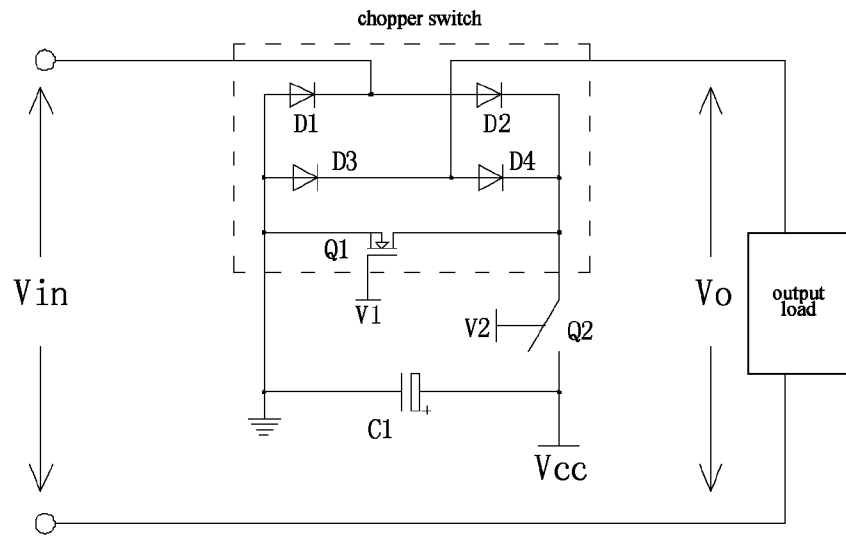 chopper switch
D1
D2
D3
D4
Q1
V1
V2
Q2
C1
+
Vcc
Vin
Vo
output
load